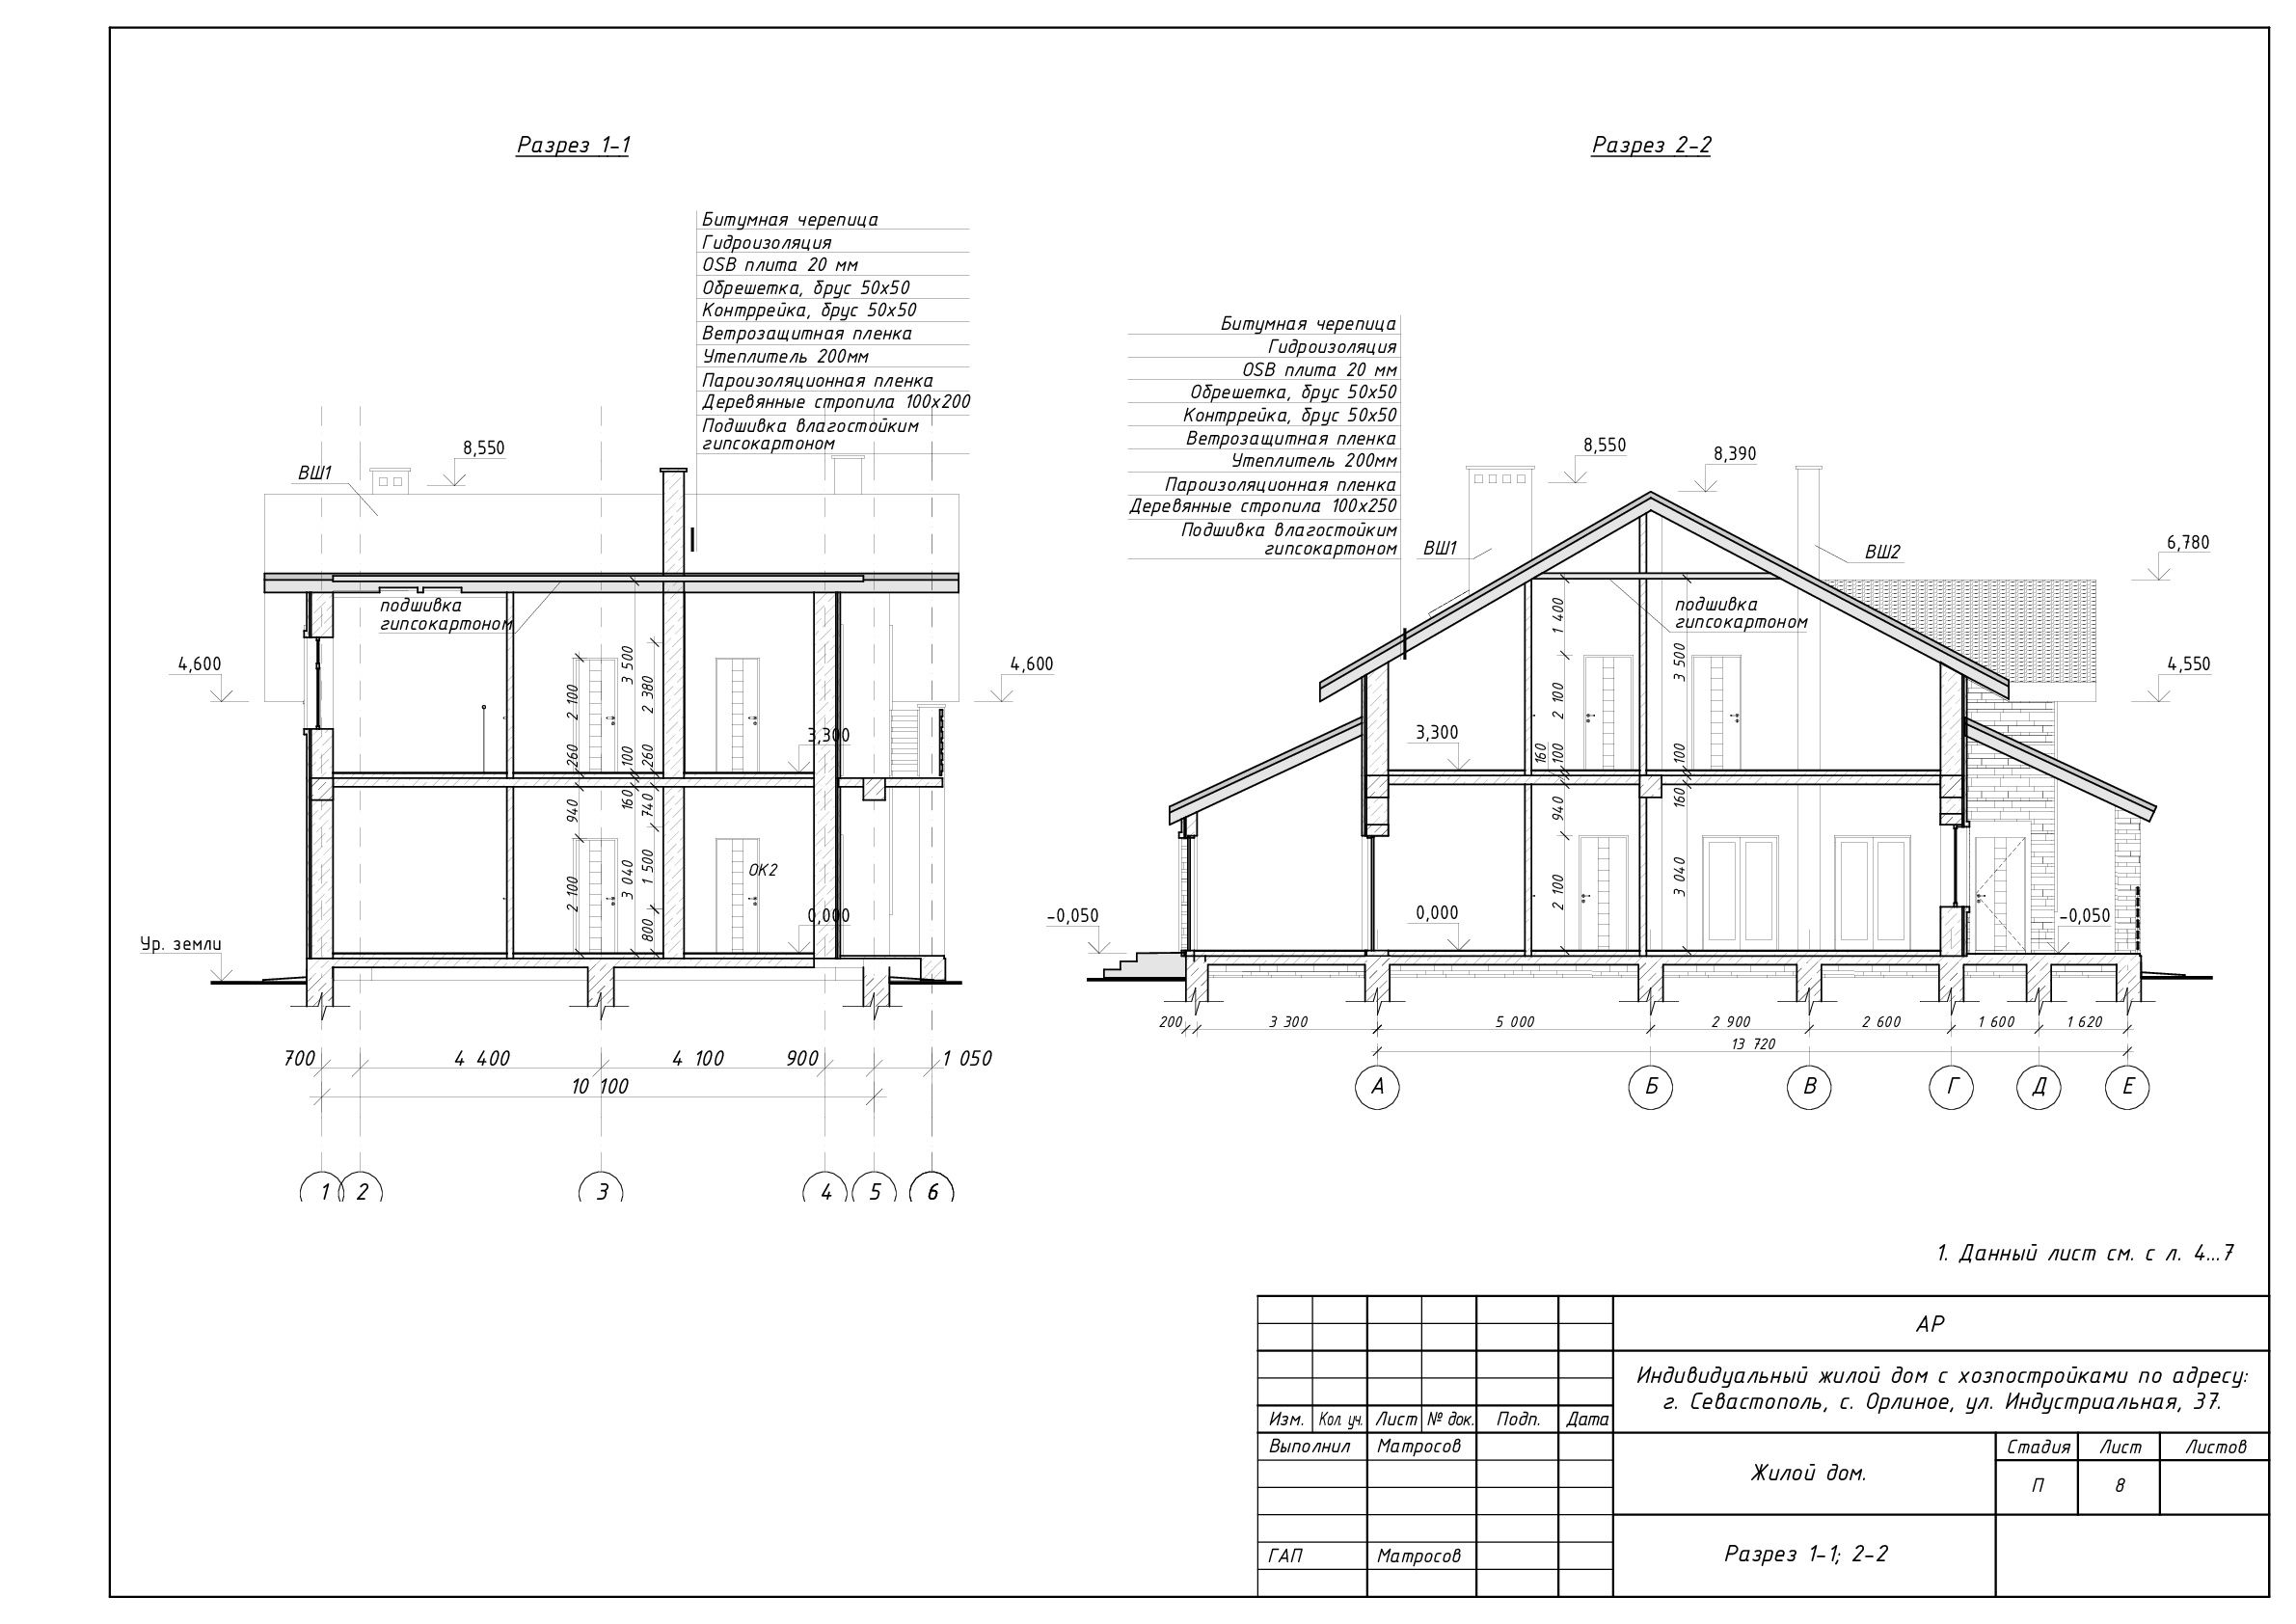 Разрез 1-1
Битумная черепица
Гидроизоляция
OSB плита 20 мм
Обрешетка, брус 50х50
Контррейка, брус 50х50
Ветрозащитная пленка
Утеплитель 200мм
Пароизоляционная пленка
Деревянные стропила 100х200
Подшивка влагостойким
гипсокартоном
8,550
ВШ1
подшивка
гипсокартоном
4,600
4,600
3 500
2 380
2 100
260
100
260
3,300
940
160
740
2 100
3 040
1 500
800
ОК2
0,000
Ур. земли
700
4 400
4 100
900
1 050
10 100
1
2
3
4
5
6
Разрез 2-2
Битумная черепица
Гидроизоляция
OSB плита 20 мм
Обрешетка, брус 50х50
Контррейка, брус 50х50
Ветрозащитная пленка
Утеплитель 200мм
Пароизоляционная пленка
Деревянные стропила 100х250
Подшивка влагостойким
гипсокартоном
8,550
8,390
ВШ1
ВШ2
6,780
подшивка
гипсокартоном
4,550
1 400
3 500
2 100
3,300
160
100
100
940
160
2 100
3 040
0,000
-0,050
-0,050
200
3 300
5 000
2 900
2 600
1 600
1 620
13 720
А
Б
В
Г
Д
Е
1. Данный лист см. с л. 4...7
АР
Индивидуальный жилой дом с хозпостройками по адресу:
г. Севастополь, с. Орлиное, ул. Индустриальная, 37.
Изм. Кол. уч. Лист № док. Подп. Дата
Выполнил Матросов
Жилой дом.
Стадия Лист Листов
П 8
ГАП Матросов
Разрез 1-1; 2-2